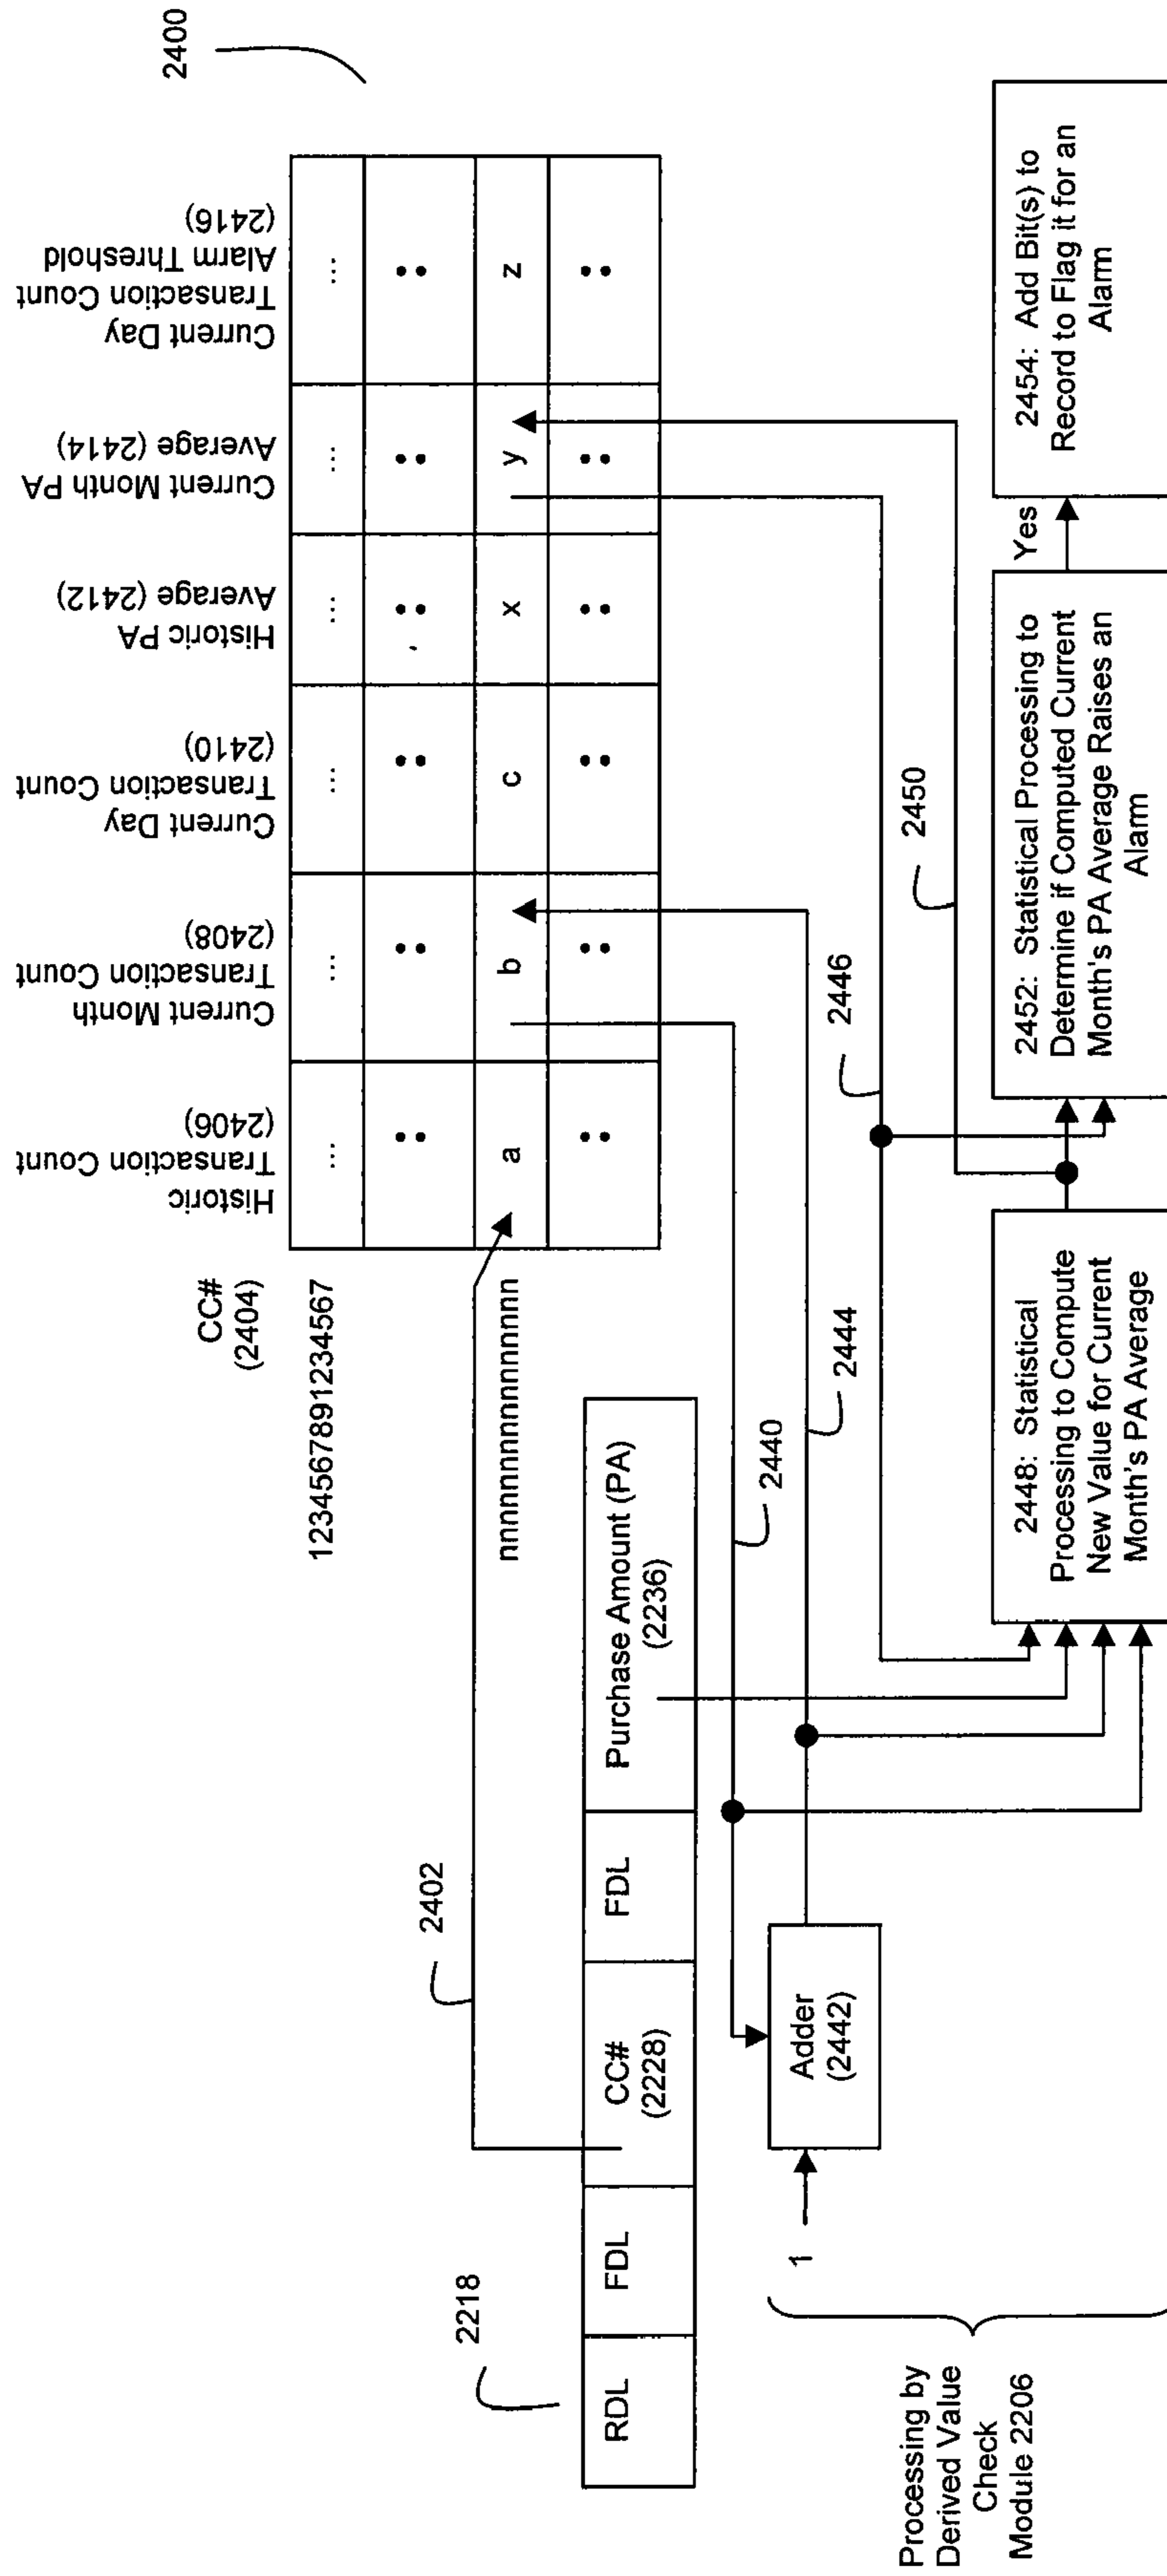 2400
Historic
Transaction Count
(2406)
Current Month
Transaction Count
(2408)
Current Day
Transaction Count
(2410)
Historic PA
Average (2412)
Current Month PA
Average (2414)
Current Day
Transaction Count
Alarm Threshold
(2416)
CC#
(2404)
1234567891234567
... ... ... ... ... ...
nnnnnnnnnnnnnnnn
a b c x y z
2402
2218
RDL
FDL
CC#
(2228)
FDL
Purchase Amount (PA)
(2236)
2440
2444
2446
2450
1
Adder
(2442)
Processing by
Derived Value
Check
Module 2206
2448: Statistical
Processing to Compute
New Value for Current
Month's PA Average
2452: Statistical Processing to
Determine if Computed Current
Month's PA Average Raises an
Alarm
Yes
2454: Add Bit(s) to
Record to Flag it for an
Alarm